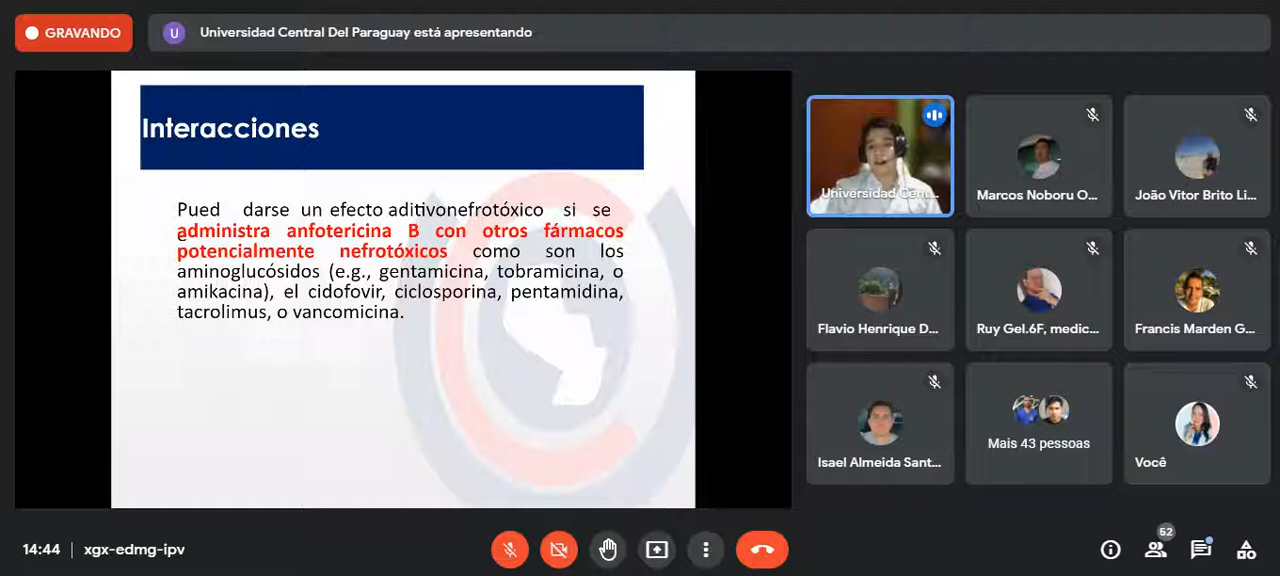 GRAVANDO
U
Universidad Central Del Paraguay está apresentando
Interacciones
Pued darse un efecto aditivonefrotóxico si se
e
administra anfotericina B con otros fármacos
potencialmente nefrotóxicos como son los
aminoglucósidos (e.g., gentamicina, tobramicina, o
amikacina), el cidofovir, ciclosporina, pentamidina,
tacrolimus, o vancomicina.
Universidad Cen...
Marcos Noboru O...
João Vitor Brito Li...
Flavio Henrique D...
Ruy Gel.6F, medic...
Francis Marden G...
Isael Almeida Sant...
Mais 43 pessoas
Você
14:44 | xgx-edmg-ipv
52